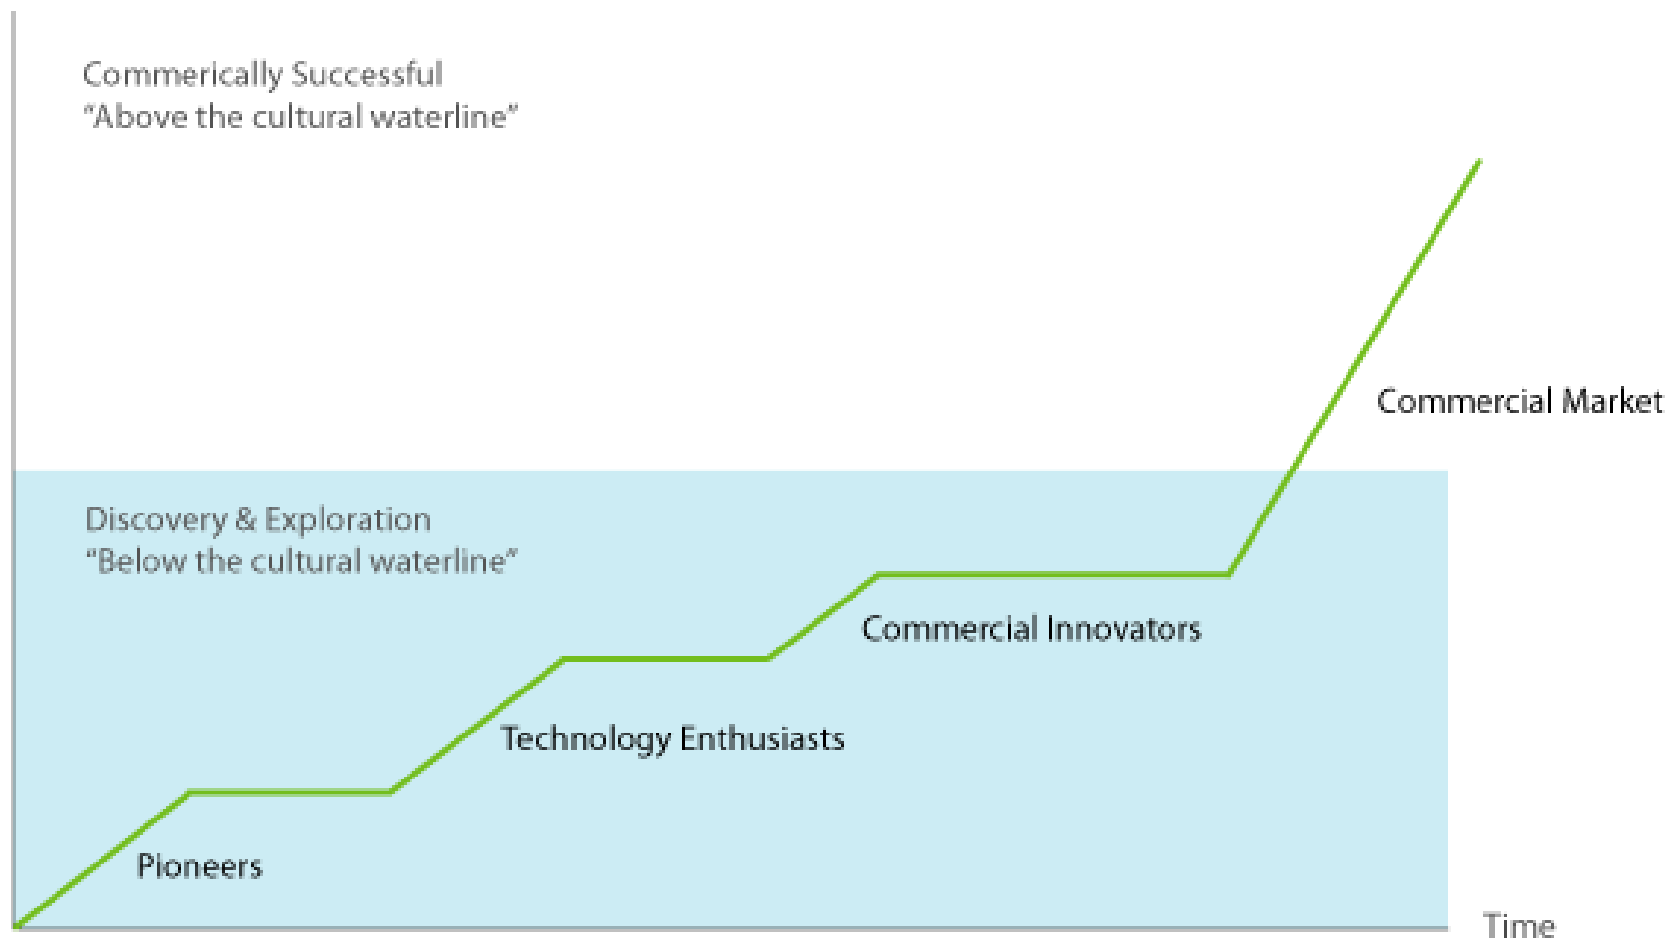 Commerically Successful
“Above the cultural waterline”
Commercial Market
Discovery & Exploration
“Below the cultural waterline”
Commercial Innovators
Technology Enthusiasts
Pioneers
Time